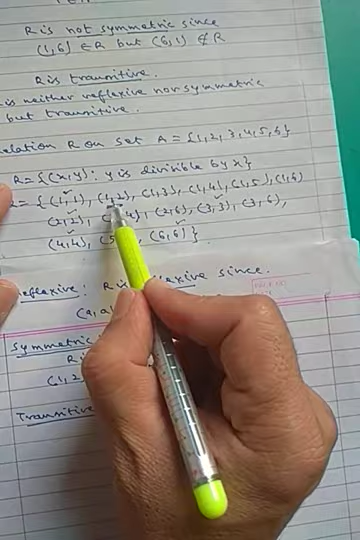 R is not symmetric since
(1,6) ∈ R but (6,1) ∉ R
R is transitive.
is neither reflexive nor symmetric
but transitive.
elation R on set A = {1,2,3,4,5,6}
R = {(x,y) : y is divisible by x}
R = {(1,1), (1,2), (1,3), (1,4), (1,5), (1,6)
(2,2), 4), (2,6), (3,3), (3,6),
(4,4), (5 , (6,6)}
eflexive : R is reflexive since
(a,a
Symmetric
R i
(1,2
Transitive